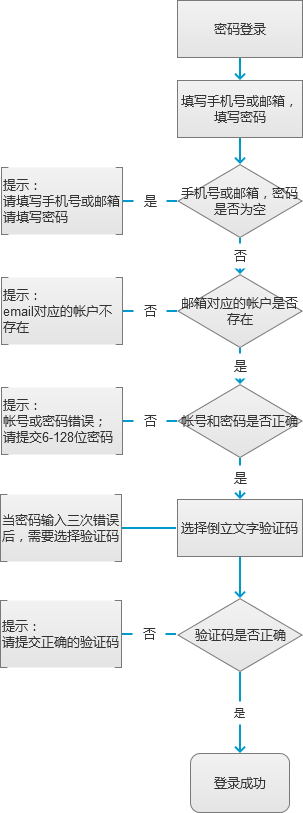 密码登录
填写手机号或邮箱，
填写密码
手机号或邮箱，密码
是否为空
是
提示：
请填写手机号或邮箱
请填写密码
否
邮箱对应的帐户是否
存在
否
提示：
email对应的帐户不
存在
是
帐号和密码是否正确
否
提示：
帐号或密码错误；
请提交6-128位密码
是
选择倒立文字验证码
当密码输入三次错误
后，需要选择验证码
验证码是否正确
否
提示：
请提交正确的验证码
是
登录成功